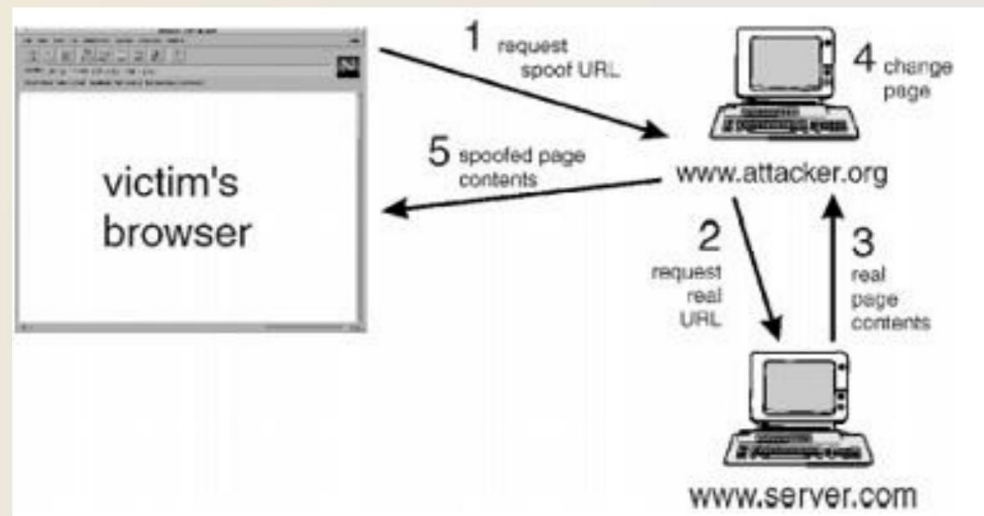 1 request
spoof URL
4 change
page
5 spoofed page
contents
www.attacker.org
victim's
browser
2
request
real
URL
3
real
page
contents
www.server.com